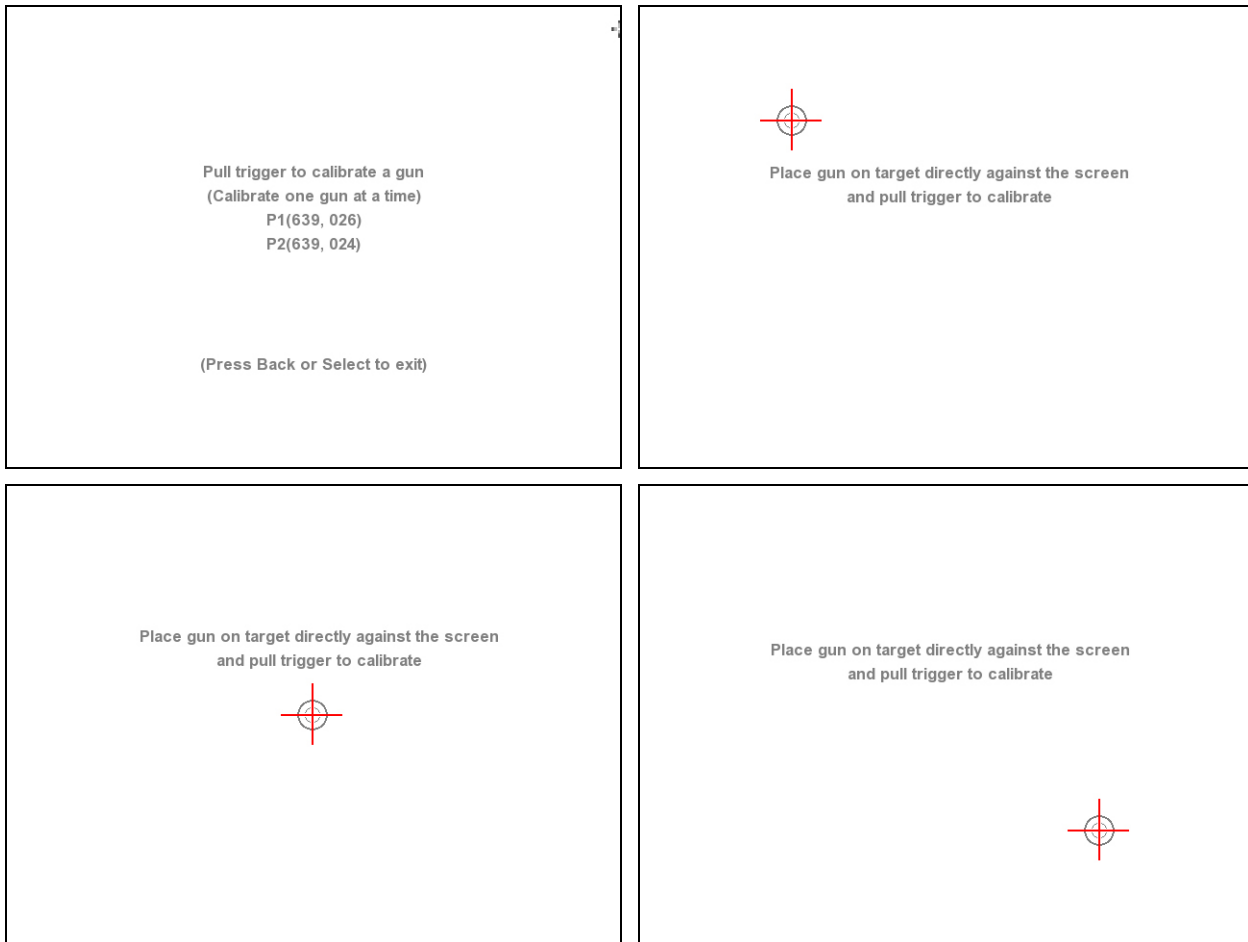 Pull trigger to calibrate a gun
(Calibrate one gun at a time)
P1(639, 026)
P2(639, 024)
(Press Back or Select to exit)
Place gun on target directly against the screen
and pull trigger to calibrate
Place gun on target directly against the screen
and pull trigger to calibrate
Place gun on target directly against the screen
and pull trigger to calibrate